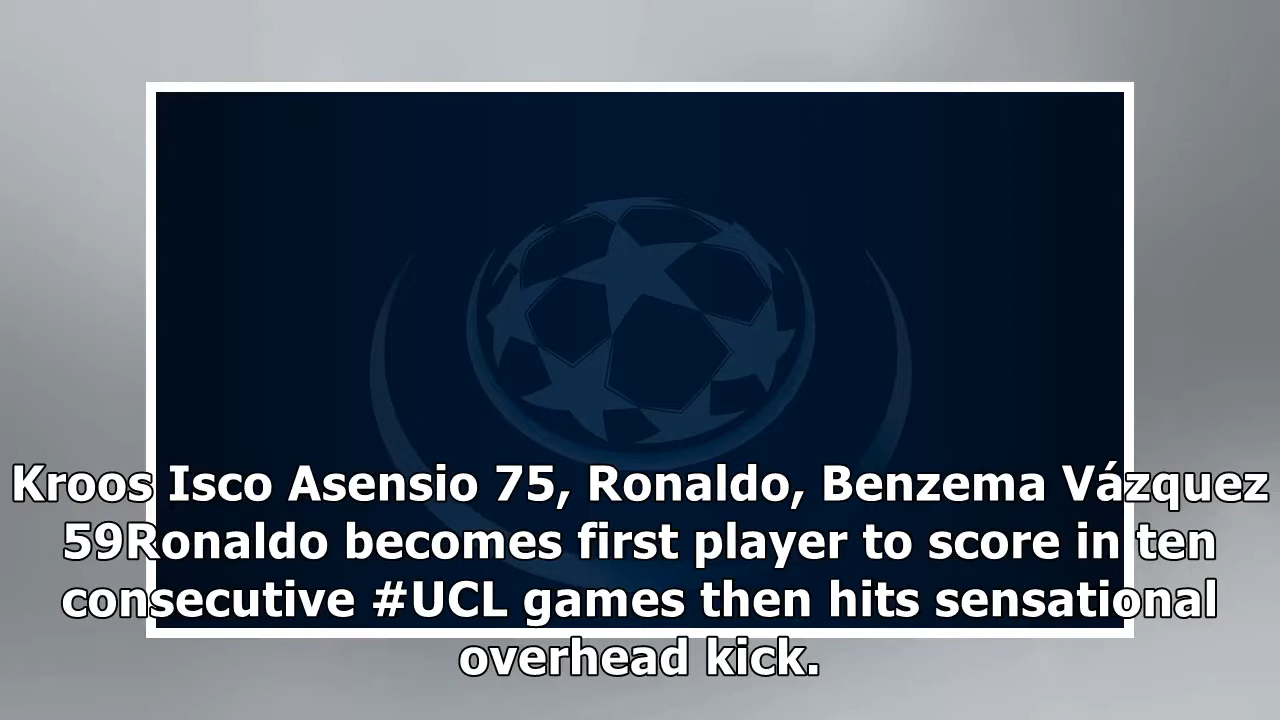 Kroos Isco Asensio 75, Ronaldo, Benzema Vázquez
59Ronaldo becomes first player to score in ten
consecutive #UCL games then hits sensational
overhead kick.